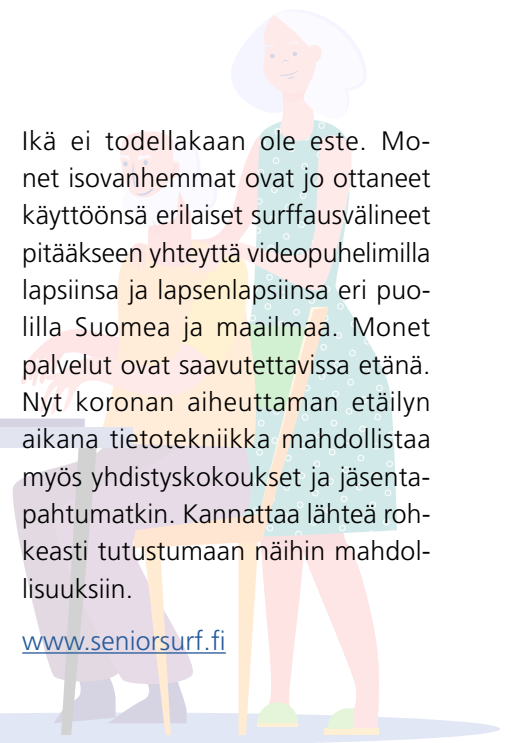 Ikä ei todellakaan ole este. Mo-
net isovanhemmat ovat jo ottaneet
käyttöönsä erilaiset surffausvälineet
pitääkseen yhteyttä videopuhelimilla
lapsiinsa ja lapsenlapsiinsa eri puo-
lilla Suomea ja maailmaa. Monet
palvelut ovat saavutettavissa etänä.
Nyt koronan aiheuttaman etäilyn
aikana tietotekniikka mahdollistaa
myös yhdistyskokoukset ja jäsenta-
pahtumatkin. Kannattaa lähteä roh-
keasti tutustumaan näihin mahdol-
lisuuksiin.
www.seniorsurf.fi